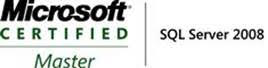 Microsoft®
CERTIFIED
Master
SQL Server 2008